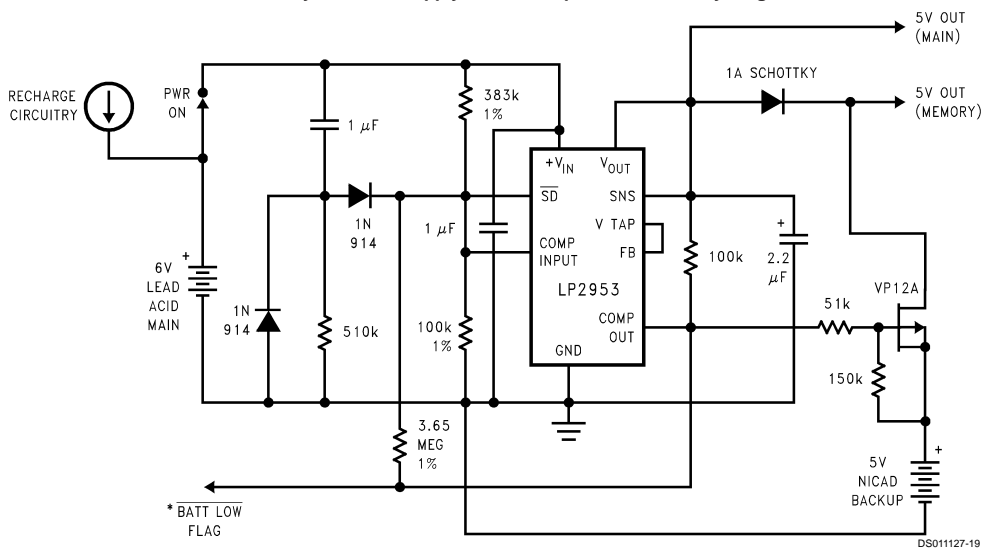 5V OUT
(MAIN)
1A SCHOTTKY
5V OUT
(MEMORY)
RECHARGE
CIRCUITRY
PWR
ON
383k
1%
1 µF
+VIN
VOUT
SD
SNS
1N
914
1 µF
V TAP
FB
COMP
INPUT
100k
+
2.2
µF
LP2953
6V
LEAD
ACID
MAIN
+
1N
914
510k
100k
1%
COMP
OUT
GND
51k
VP12A
150k
3.65
MEG
1%
5V
NICAD
BACKUP
+
* BATT LOW
FLAG
DS011127-19